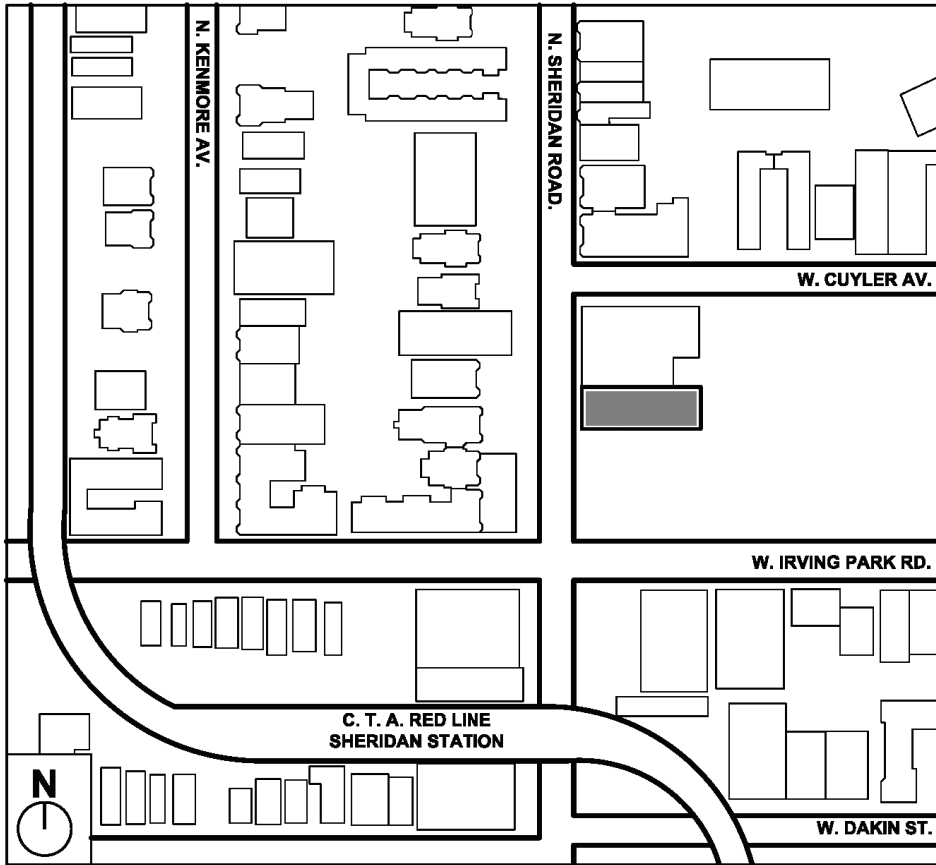 N. KENMORE AV.
N. SHERIDAN ROAD.
W. CUYLER AV.
W. IRVING PARK RD.
C. T. A. RED LINE
SHERIDAN STATION
N
W. DAKIN ST.